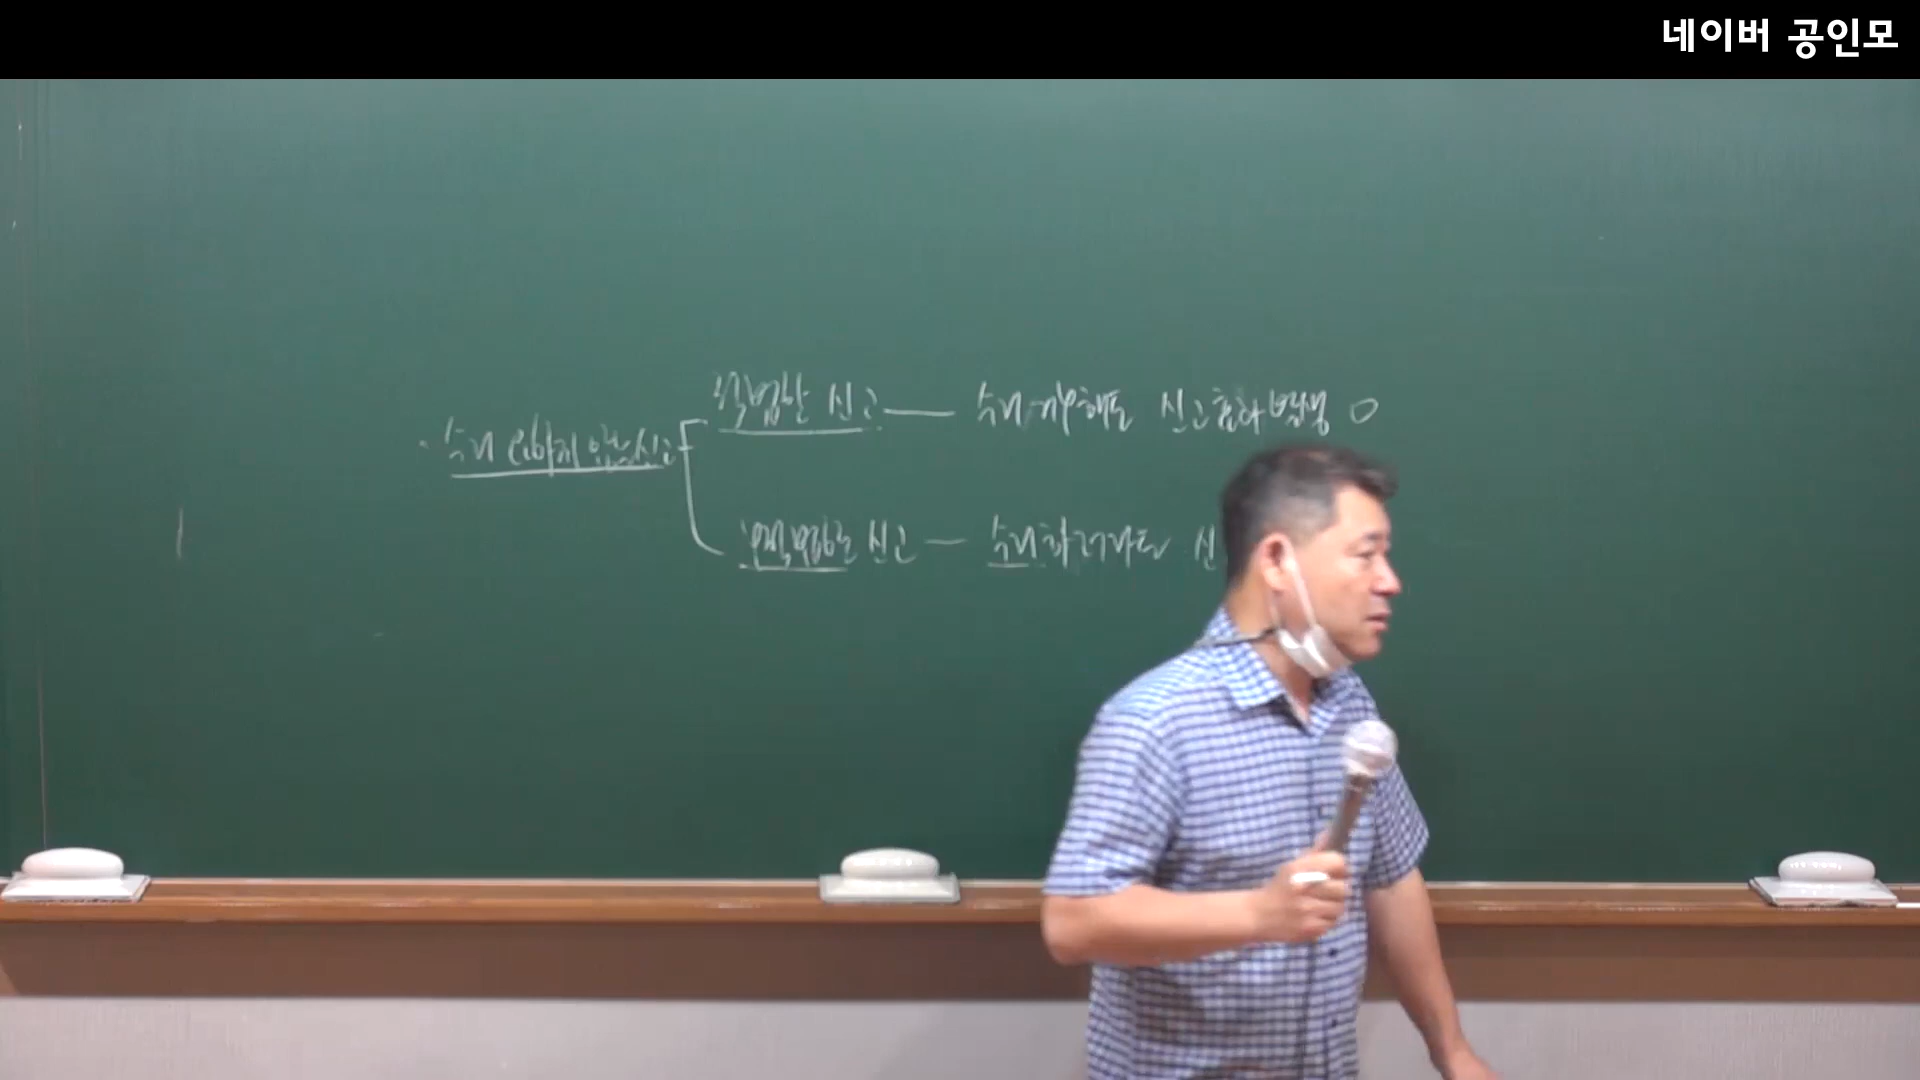 네이버 공인모
적법한 신고 — 수리거부해도 신고효과 발생 O
수리 요하지 않는 신고
부적법한 신고 — 수리하더라도 신